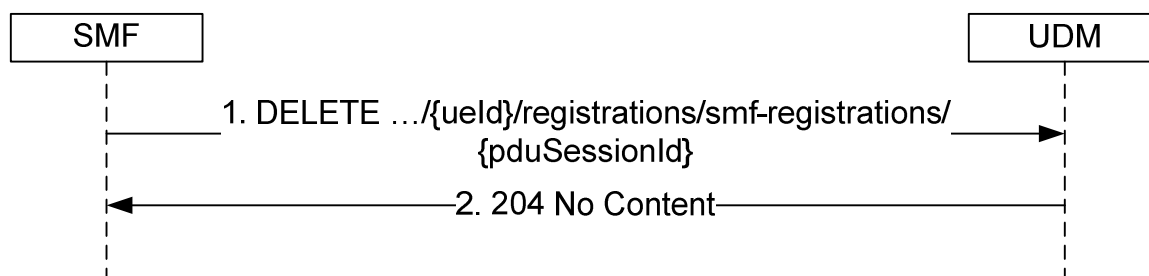 SMF
UDM
1. DELETE …/{ueId}/registrations/smf-registrations/
{pduSessionId}
2. 204 No Content